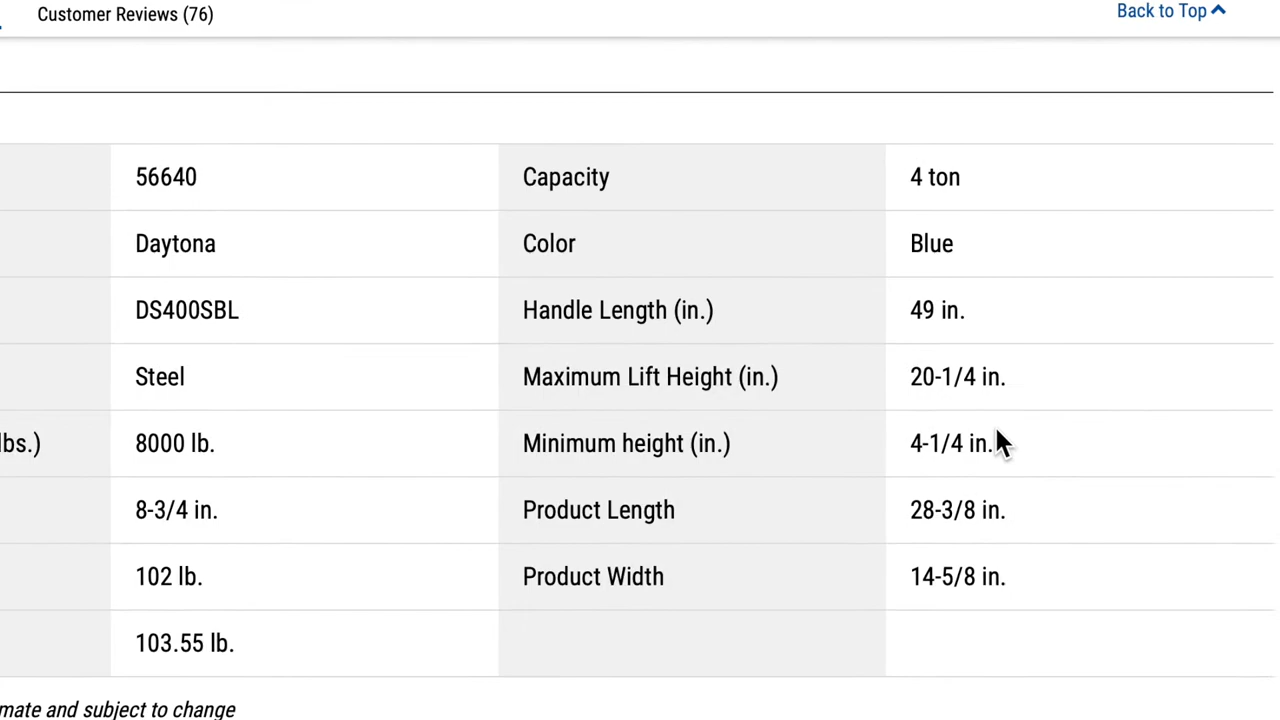 Customer Reviews (76)
Back to Top
56640 Capacity 4 ton
Daytona Color Blue
DS400SBL Handle Length (in.) 49 in.
Steel Maximum Lift Height (in.) 20-1/4 in.
lbs.) 8000 lb. Minimum height (in.) 4-1/4 in.
8-3/4 in. Product Length 28-3/8 in.
102 lb. Product Width 14-5/8 in.
103.55 lb.
mate and subject to change